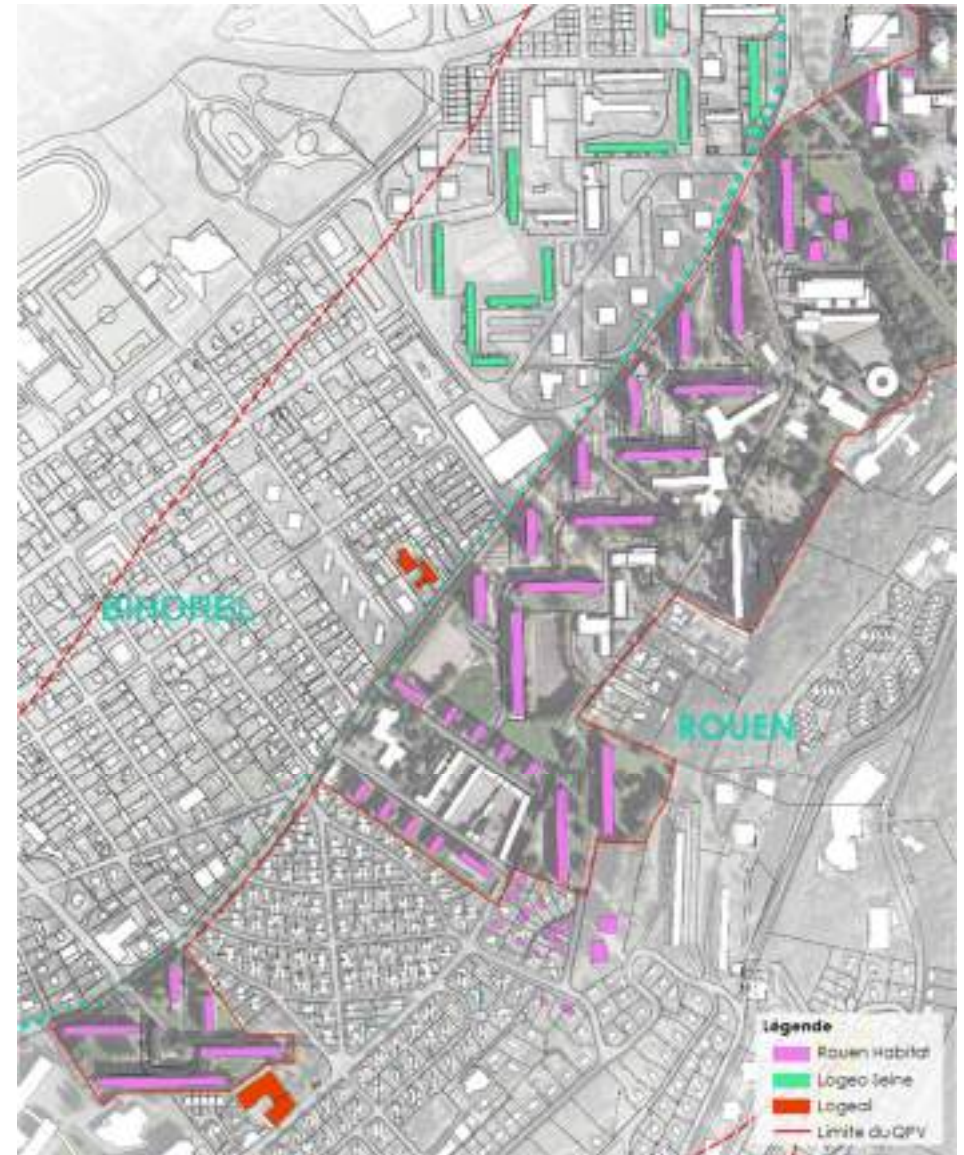 BIHOREL
ROUEN
Légende
Rouen Habitat
Logeo Seine
Logeal
Limite du QPV